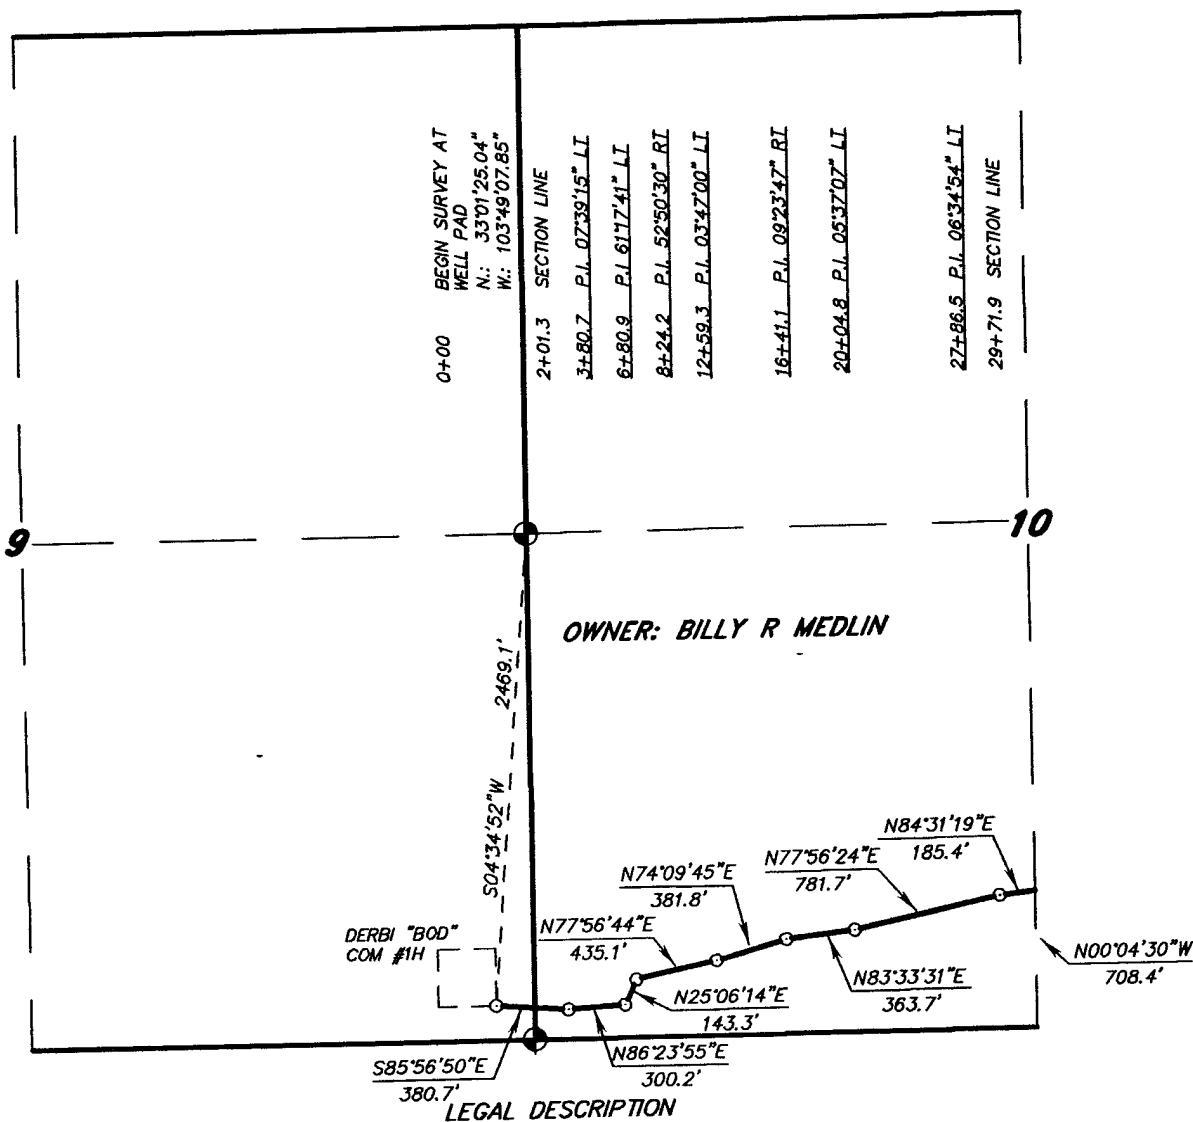 0+00 BEGIN SURVEY AT
WELL PAD
N.: 33°01'25.04"
W.: 103°49'07.85"
2+01.3 SECTION LINE
3+80.7 P.I. 07°39'15" LT
6+80.9 P.I 61°17'41" LT
8+24.2 P.I. 52°50'30" RT
12+59.3 P.I. 03°47'00" LT
16+41.1 P.I. 09°23'47" RT
20+04.8 P.I. 05°37'07" LT
27+86.5 P.I. 06°34'54" LT
29+71.9 SECTION LINE
9
10
OWNER: BILLY R MEDLIN
2469.1'
S04°34'52"W
N84°31'19"E
185.4'
N77°56'24"E
781.7'
N74°09'45"E
381.8'
N77°56'44"E
435.1'
DERBI "BOD"
COM #1H
N00°04'30"W
708.4'
N83°33'31"E
363.7'
N25°06'14"E
143.3'
N86°23'55"E
300.2'
S85°56'50"E
380.7'
LEGAL DESCRIPTION